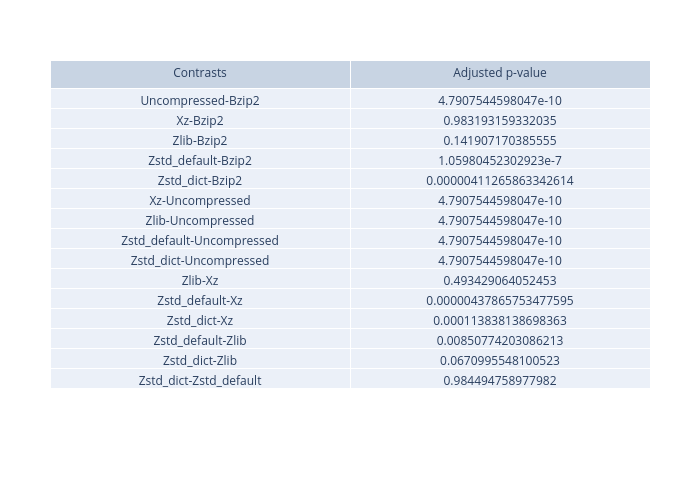 Contrasts Adjusted p-value
Uncompressed-Bzip2 4.7907544598047e-10
Xz-Bzip2 0.983193159332035
Zlib-Bzip2 0.141907170385555
Zstd_default-Bzip2 1.05980452302923e-7
Zstd_dict-Bzip2 0.00000411265863342614
Xz-Uncompressed 4.7907544598047e-10
Zlib-Uncompressed 4.7907544598047e-10
Zstd_default-Uncompressed 4.7907544598047e-10
Zstd_dict-Uncompressed 4.7907544598047e-10
Zlib-Xz 0.493429064052453
Zstd_default-Xz 0.00000437865753477595
Zstd_dict-Xz 0.000113838138698363
Zstd_default-Zlib 0.00850774203086213
Zstd_dict-Zlib 0.0670995548100523
Zstd_dict-Zstd_default 0.984494758977982